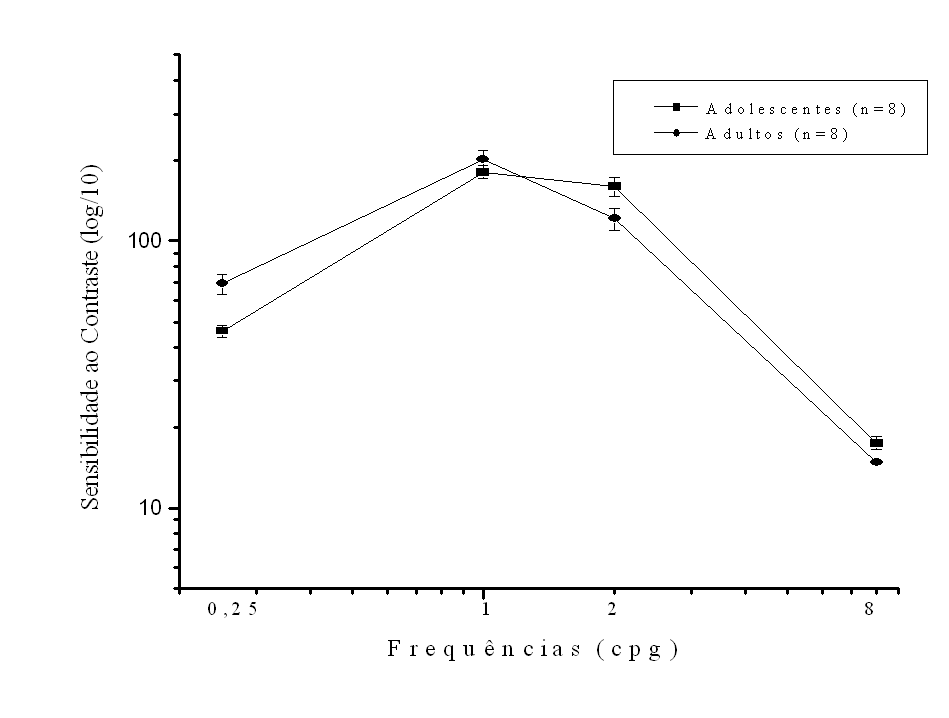 Adolescentes (n=8)
Adultos (n=8)
Sensibilidade ao Contraste (log/10)
100
10
0,25 1 2 8
Frequências (cpg)